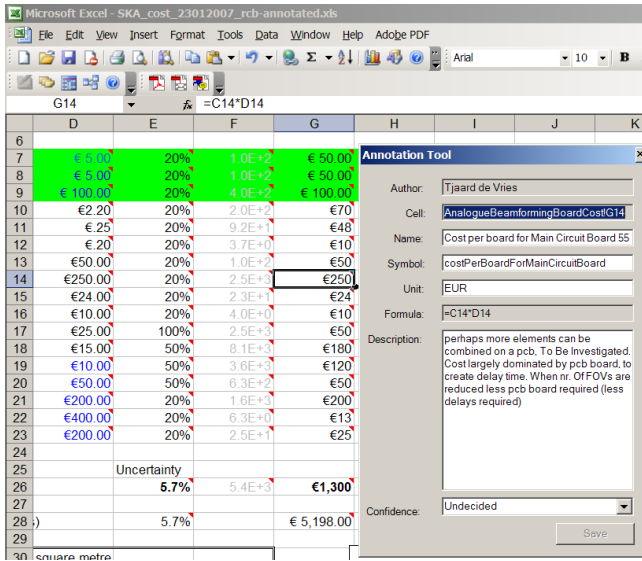 Microsoft Excel - SKA_cost_23012007_rcb-annotated.xls
File Edit View Insert Format Tools Data Window Help Adobe PDF
Arial 10 B
G14 fx =C14*D14
D E F G H I J K
6
7 € 5.00 20% 1.0E+2 € 50.00
8 € 5.00 20% 1.0E+2 € 50.00
9 € 100.00 20% 4.0E+2 € 100.00
10 €2.20 20% 2.0E+2 €70
11 €.25 20% 9.2E+1 €48
12 €.20 20% 3.7E+0 €10
13 €50.00 20% 1.0E+2 €50
14 €250.00 20% 2.5E+3 €250
15 €24.00 20% 2.3E+1 €24
16 €10.00 20% 4.0E+0 €10
17 €25.00 100% 2.5E+3 €50
18 €15.00 50% 8.1E+3 €180
19 €10.00 50% 3.6E+3 €120
20 €50.00 50% 6.3E+2 €50
21 €200.00 20% 1.6E+3 €200
22 €400.00 20% 6.3E+0 €13
23 €200.00 20% 2.5E+1 €25
24
25 Uncertainty
26 5.7% 5.4E+3 €1,300
27
28 ;) 5.7% € 5,198.00
29
30 square metre
Annotation Tool
Author: Tjaard de Vries
Cell: AnalogueBeamformingBoardCost!G14
Name: Cost per board for Main Circuit Board 55
Symbol: costPerBoardForMainCircuitBoard
Unit: EUR
Formula: =C14*D14
Description: perhaps more elements can be
combined on a pcb, To Be Investigated.
Cost largely dominated by pcb board, to
create delay time. When nr. Of FOVs are
reduced less pcb board required (less
delays required)
Confidence: Undecided
Save